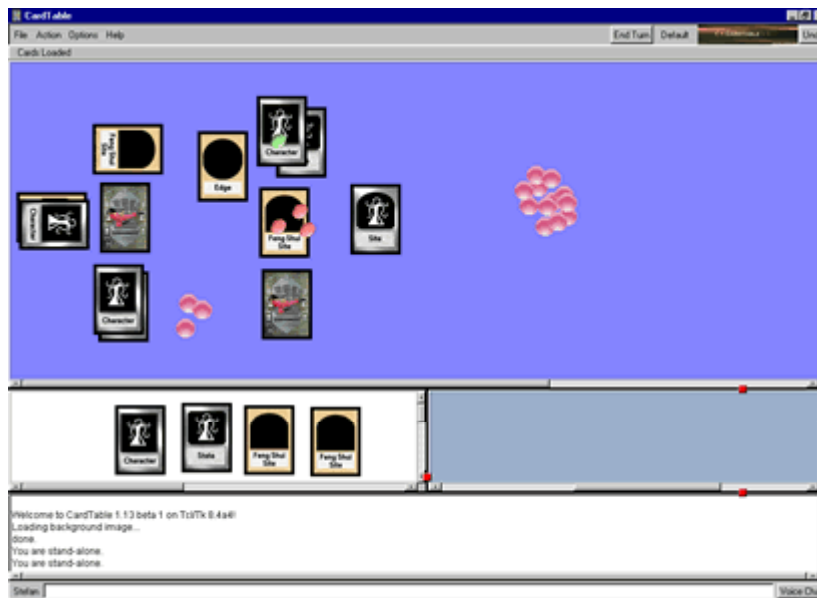 CardTable
File Action Options Help
End Turn Default
Cards Loaded
Feng Shui
Site
Character
Edge
Character
Feng Shui
Site
Site
Character
Character
State
Feng Shui
Site
Feng Shui
Site
Welcome to CardTable 1.13 beta 1 on Tcl/Tk 8.4a4!
Loading background image...
done.
You are stand-alone.
You are stand-alone.
Stefan
Voice Ch